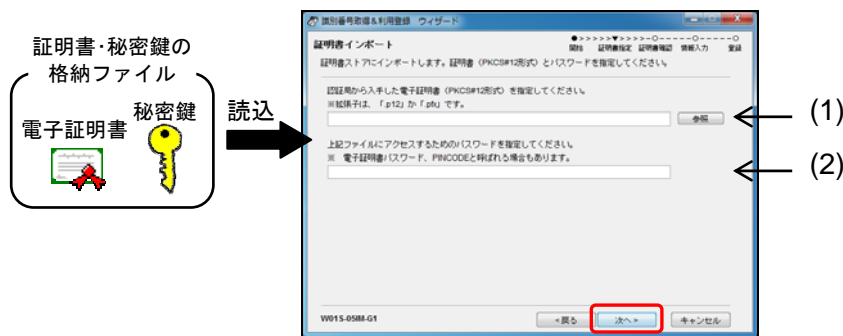 証明書・秘密鍵の
格納ファイル
電子証明書
秘密鍵
読込
識別番号取得&利用登録 ウィザード
証明書インポート
●>>>>>▼>>>>-○-----○-----○
開始 証明書指定 証明書確認 情報入力 登録
証明書ストアにインポートします。証明書（PKCS#12形式）とパスワードを指定してください。
認証局から入手した電子証明書（PKCS#12形式）を指定してください。
※拡張子は、「.p12」か「.pfx」です。
参照
(1)
上記ファイルにアクセスするためのパスワードを指定してください。
※ 電子証明書パスワード、PINCODEと呼ばれる場合もあります。
(2)
W01S-05IM-G1
<戻る
次へ>
キャンセル